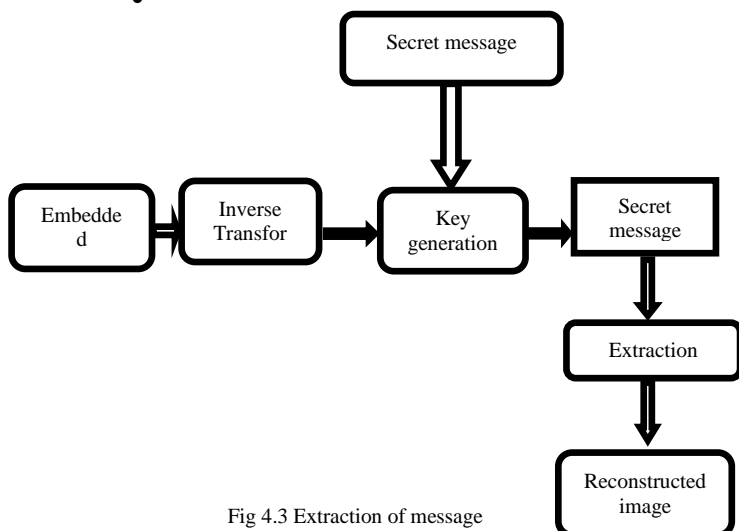 Secret message
Embedde
d
Inverse
Transfor
Key
generation
Secret
message
Extraction
Reconstructed
image
Fig 4.3 Extraction of message